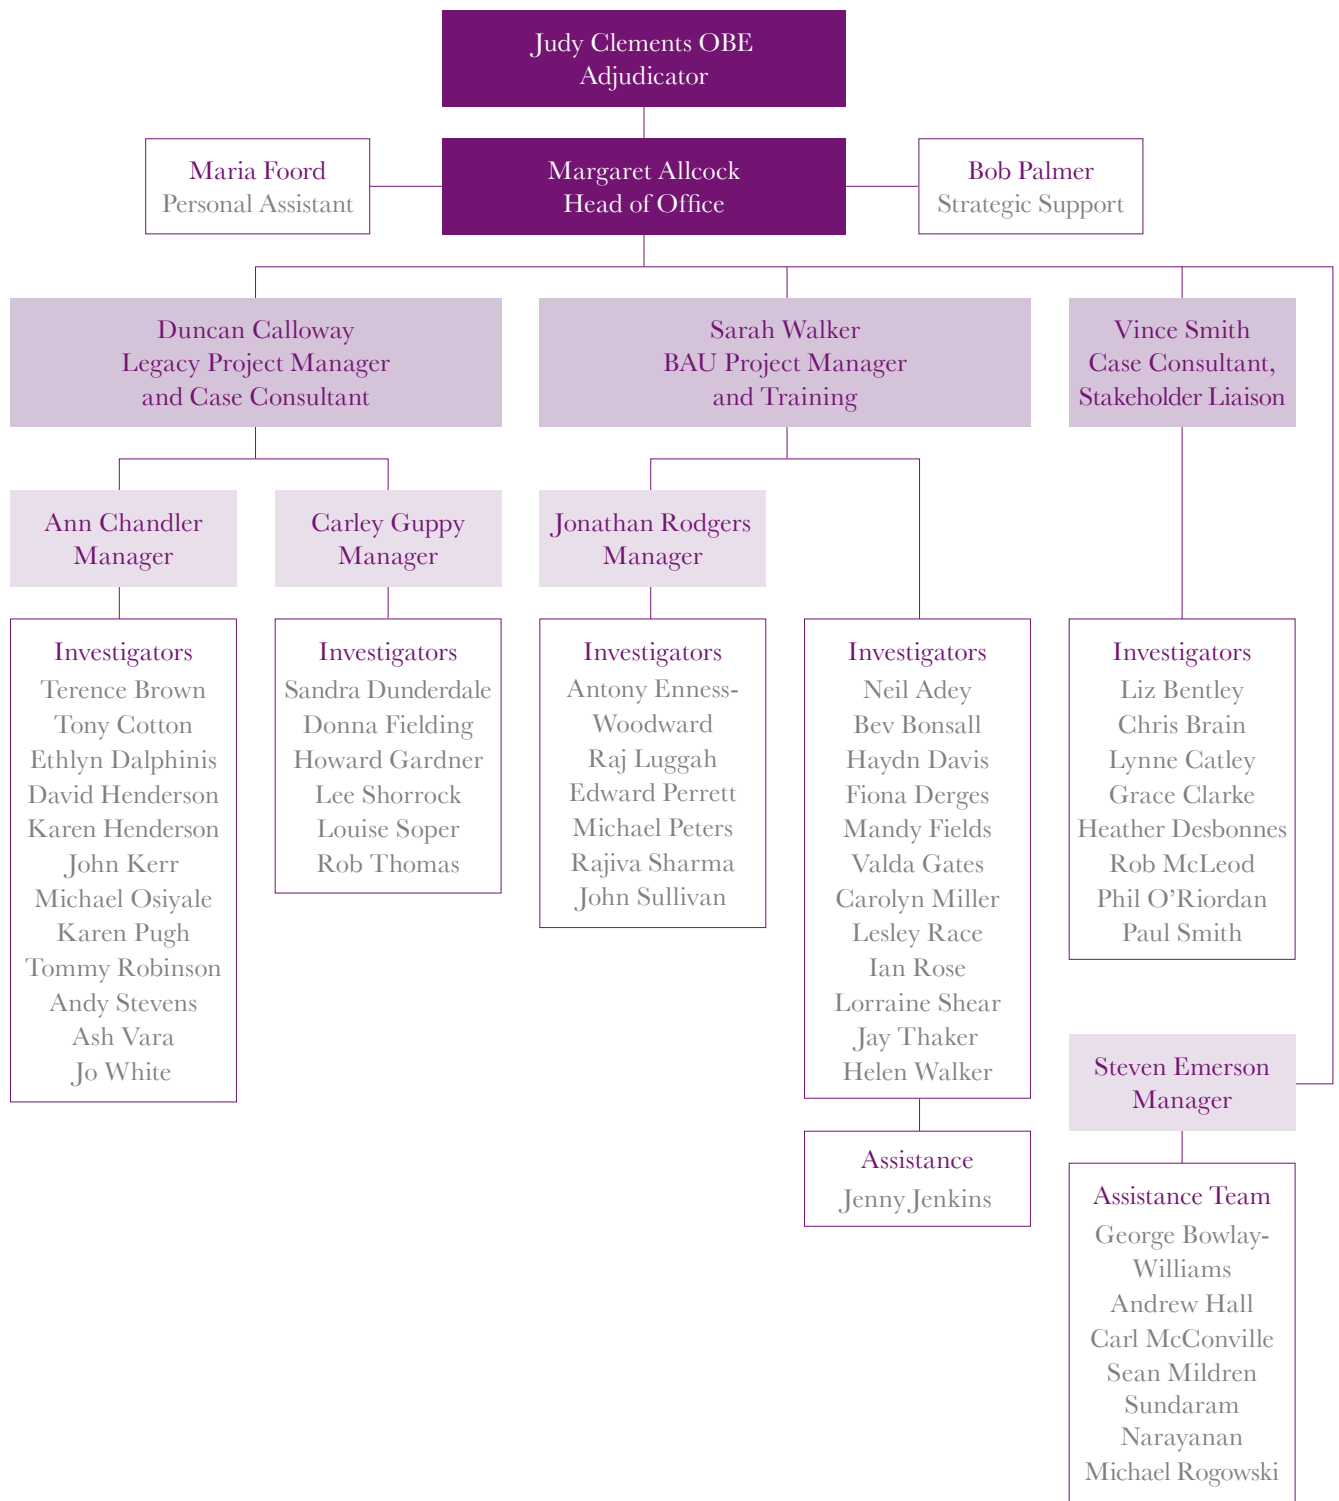 Judy Clements OBE
Adjudicator
Maria Foord
Personal Assistant
Margaret Allcock
Head of Office
Bob Palmer
Strategic Support
Duncan Calloway
Legacy Project Manager
and Case Consultant
Sarah Walker
BAU Project Manager
and Training
Vince Smith
Case Consultant,
Stakeholder Liaison
Ann Chandler
Manager
Carley Guppy
Manager
Jonathan Rodgers
Manager
Investigators
Terence Brown
Tony Cotton
Ethlyn Dalphinis
David Henderson
Karen Henderson
John Kerr
Michael Osiyale
Karen Pugh
Tommy Robinson
Andy Stevens
Ash Vara
Jo White
Investigators
Sandra Dunderdale
Donna Fielding
Howard Gardner
Lee Shorrock
Louise Soper
Rob Thomas
Investigators
Antony Enness-
Woodward
Raj Luggah
Edward Perrett
Michael Peters
Rajiva Sharma
John Sullivan
Investigators
Neil Adey
Bev Bonsall
Haydn Davis
Fiona Derges
Mandy Fields
Valda Gates
Carolyn Miller
Lesley Race
Ian Rose
Lorraine Shear
Jay Thaker
Helen Walker
Assistance
Jenny Jenkins
Investigators
Liz Bentley
Chris Brain
Lynne Catley
Grace Clarke
Heather Desbonnes
Rob McLeod
Phil O’Riordan
Paul Smith
Steven Emerson
Manager
Assistance Team
George Bowlay-
Williams
Andrew Hall
Carl McConville
Sean Mildren
Sundaram
Narayanan
Michael Rogowski